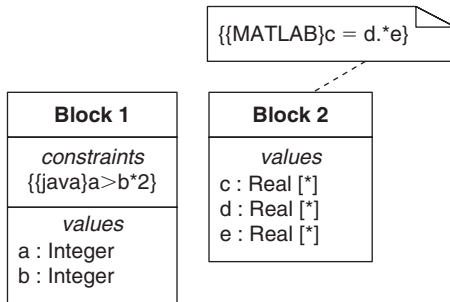 {{MATLAB}c = d.*e}
Block 1
constraints
{{java}a>b*2}
values
a : Integer
b : Integer
Block 2
values
c : Real [*]
d : Real [*]
e : Real [*]